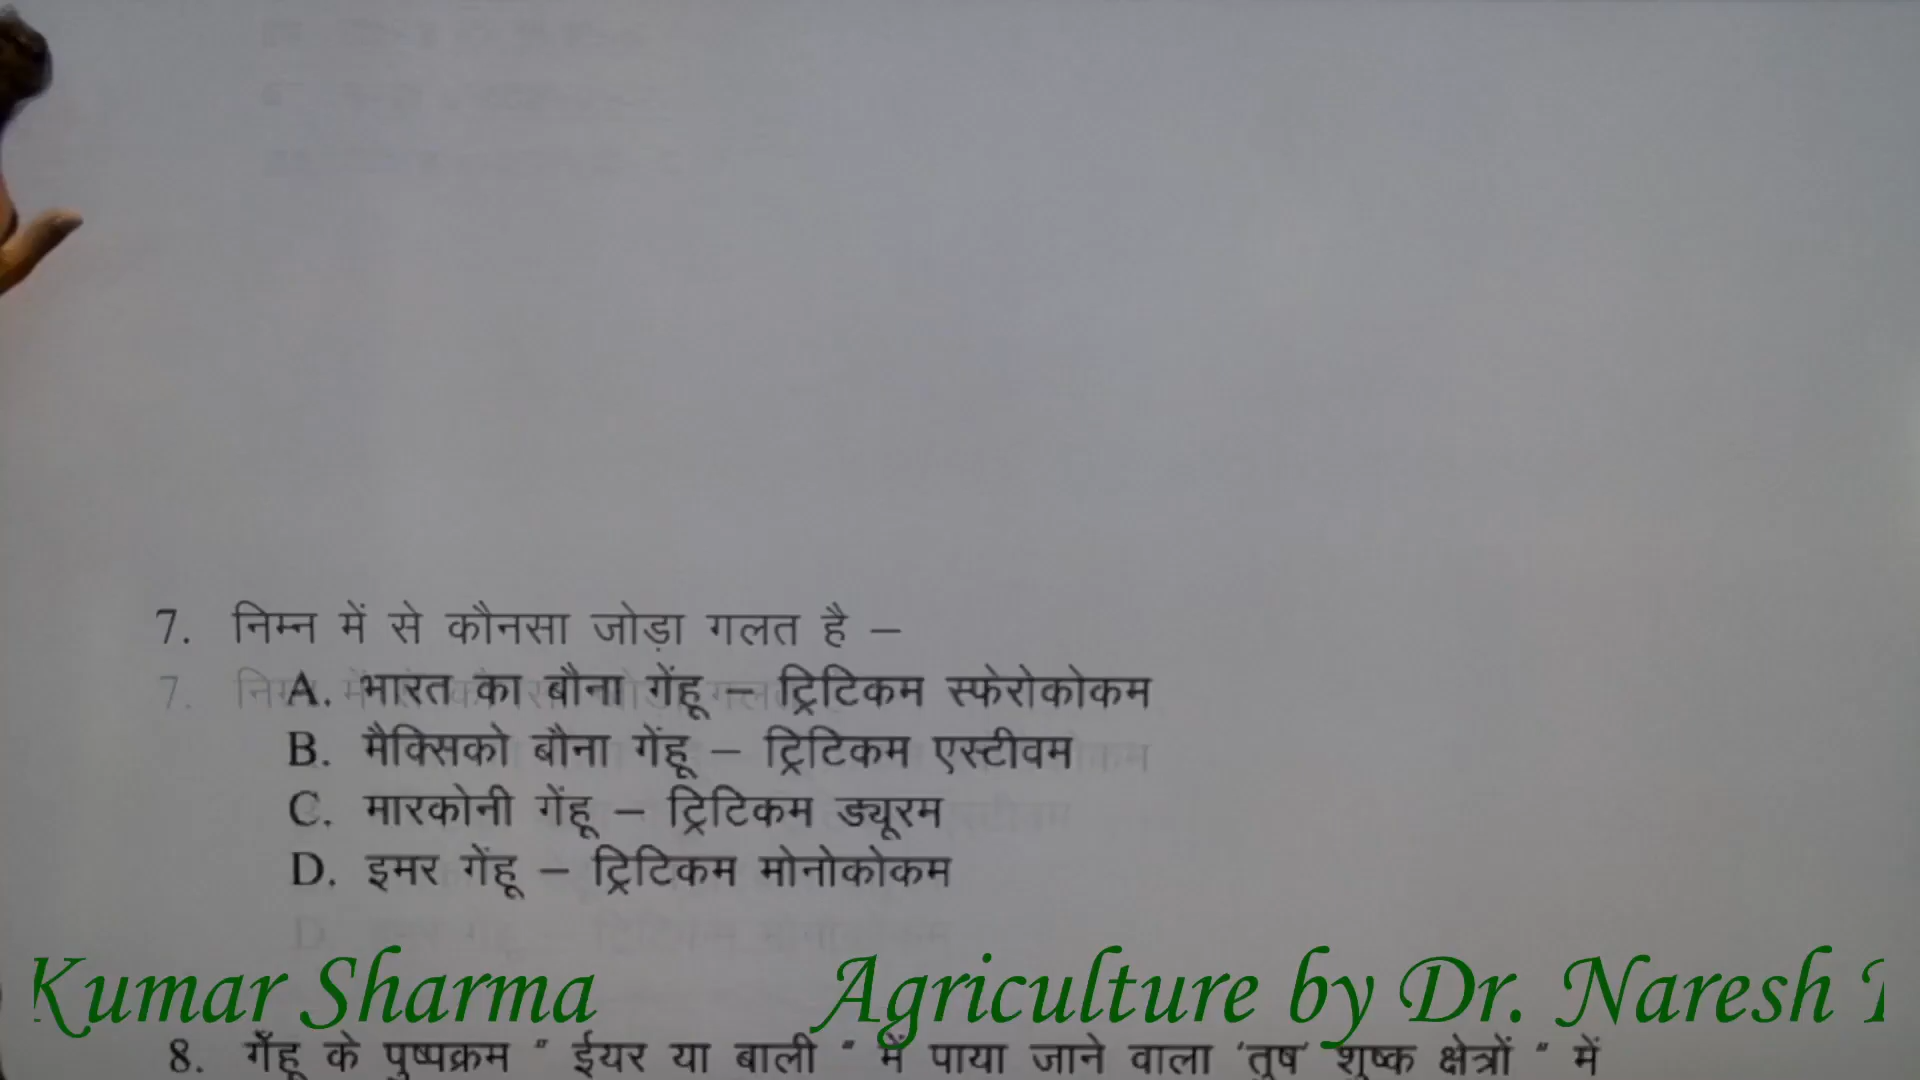 7. निम्न में से कौनसा जोड़ा गलत है –
A. भारत का बौना गेंहू – ट्रिटिकम स्फेरोकोकम
B. मैक्सिको बौना गेंहू – ट्रिटिकम एस्टीवम
C. मारकोनी गेंहू – ट्रिटिकम ड्यूरम
D. इमर गेंहू – ट्रिटिकम मोनोकोकम
Kumar Sharma Agriculture by Dr. Naresh
8. गेँहू के पुष्पक्रम " ईयर या बाली " में पाया जाने वाला 'तुष' शुष्क क्षेत्रों " में